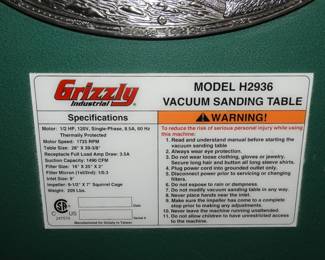 Grizzly
Industrial
MODEL H2936
VACUUM SANDING TABLE
Specifications
Motor: 1/2 HP, 120V, Single-Phase, 8.5A, 60 Hz
Thermally Protected
Motor Speed: 1725 RPM
Table Size: 26" X 39-3/8"
Receptacle Full Load Amp Draw: 3.5A
Suction Capacity: 1490 CFM
Filter Size: 16" X 35" X 2"
Filter Micron (1st/2nd): 1/0.3
Inlet Size: 9"
Impeller: 8-1/2" X 7" Squirrel Cage
Weight: 206 Lbs.
WARNING!
To reduce the risk of serious personal injury while using
this machine:
1. Read and understand manual before starting the
vacuum sanding table
2. Always wear eye protection.
3. Do not wear loose clothing, gloves or jewelry.
Secure long hair and button all long sleeve shirts.
4. Plug power cord into grounded outlet only.
5. Disconnect power prior to servicing or changing
filters.
6. Do not expose to rain or dampness.
7. Do not modify vacuum sanding table in any way.
8. Never place hands near impeller.
9. Make sure the impeller has come to a complete
stop prior to making any adjustments.
10. Never leave the machine running unattended.
11. Do not allow children to have unrestricted access
to the machine.
C US
Date
Serial #
Manufactured for Grizzly in Taiwan